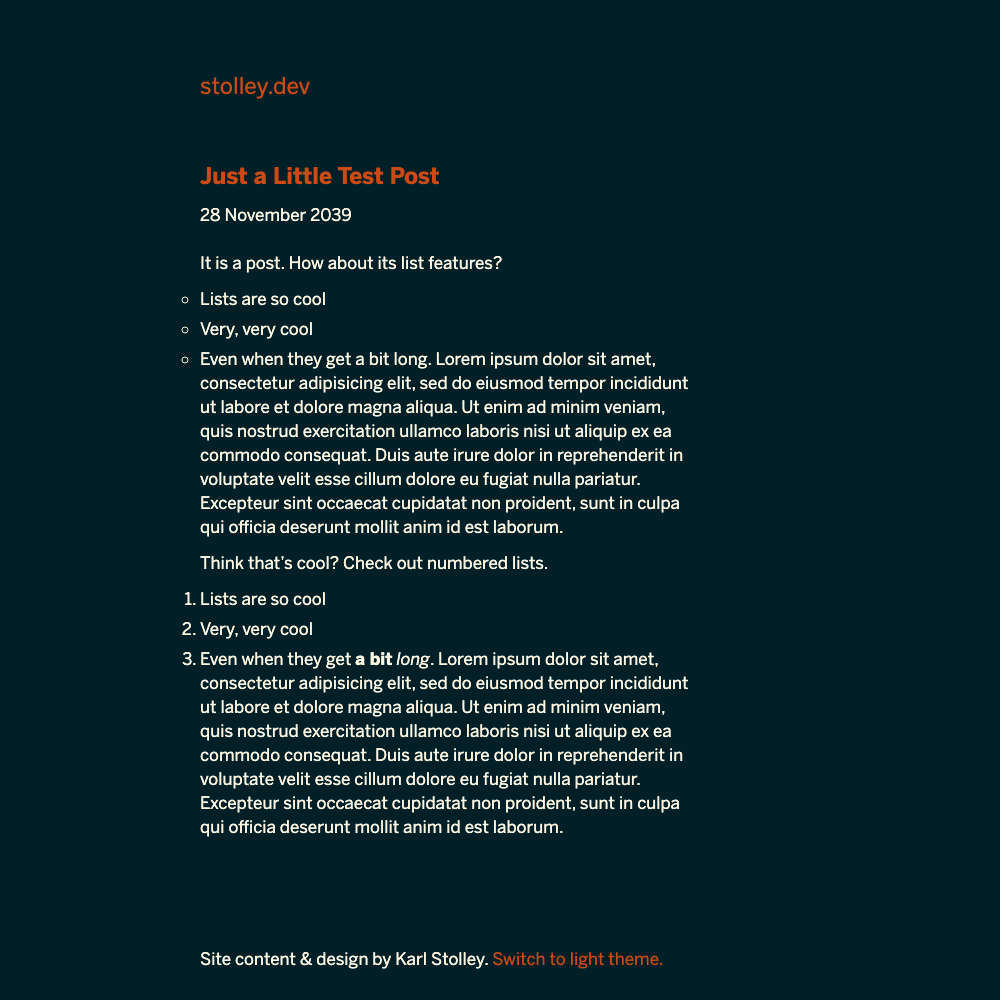 stolley.dev
Just a Little Test Post
28 November 2039
It is a post. How about its list features?
Lists are so cool
Very, very cool
Even when they get a bit long. Lorem ipsum dolor sit amet,
consectetur adipisicing elit, sed do eiusmod tempor incididunt
ut labore et dolore magna aliqua. Ut enim ad minim veniam,
quis nostrud exercitation ullamco laboris nisi ut aliquip ex ea
commodo consequat. Duis aute irure dolor in reprehenderit in
voluptate velit esse cillum dolore eu fugiat nulla pariatur.
Excepteur sint occaecat cupidatat non proident, sunt in culpa
qui officia deserunt mollit anim id est laborum.
Think that’s cool? Check out numbered lists.
1. Lists are so cool
2. Very, very cool
3. Even when they get a bit long. Lorem ipsum dolor sit amet,
consectetur adipisicing elit, sed do eiusmod tempor incididunt
ut labore et dolore magna aliqua. Ut enim ad minim veniam,
quis nostrud exercitation ullamco laboris nisi ut aliquip ex ea
commodo consequat. Duis aute irure dolor in reprehenderit in
voluptate velit esse cillum dolore eu fugiat nulla pariatur.
Excepteur sint occaecat cupidatat non proident, sunt in culpa
qui officia deserunt mollit anim id est laborum.
Site content & design by Karl Stolley. Switch to light theme.